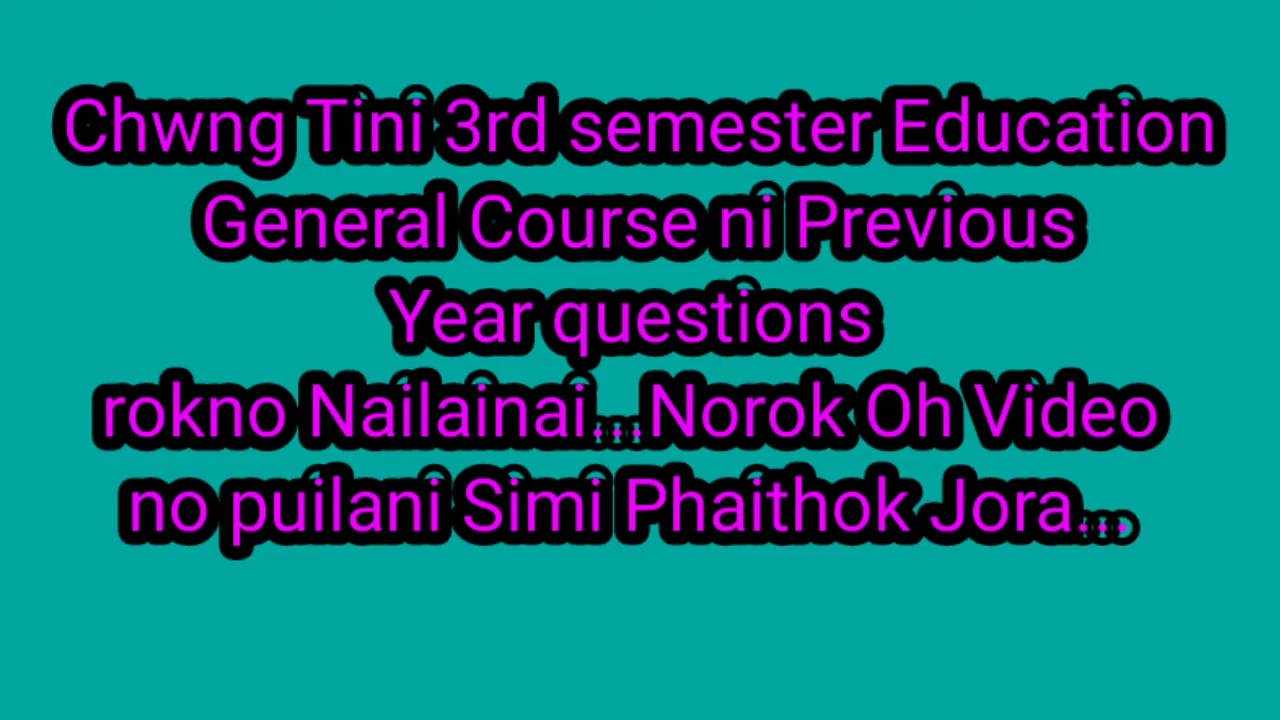 Chwng Tini 3rd semester Education
General Course ni Previous
Year questions
rokno Nailainai... Norok Oh Video
no puilani Simi Phaithok Jora...